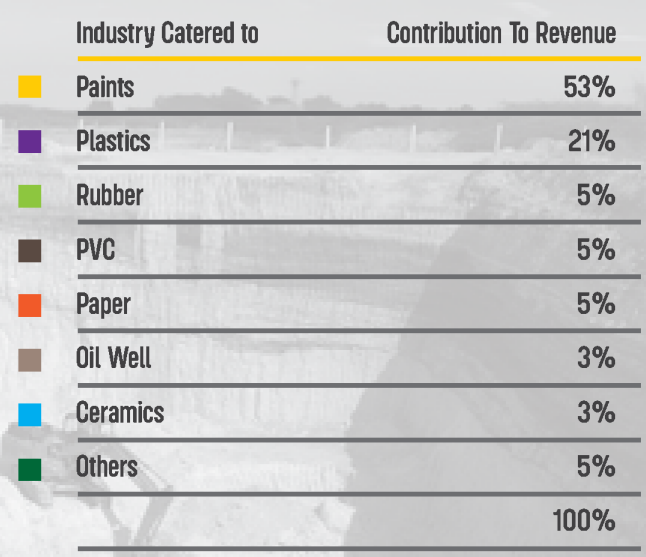 Industry Catered to Contribution To Revenue
Paints 53%
Plastics 21%
Rubber 5%
PVC 5%
Paper 5%
Oil Well 3%
Ceramics 3%
Others 5%
100%